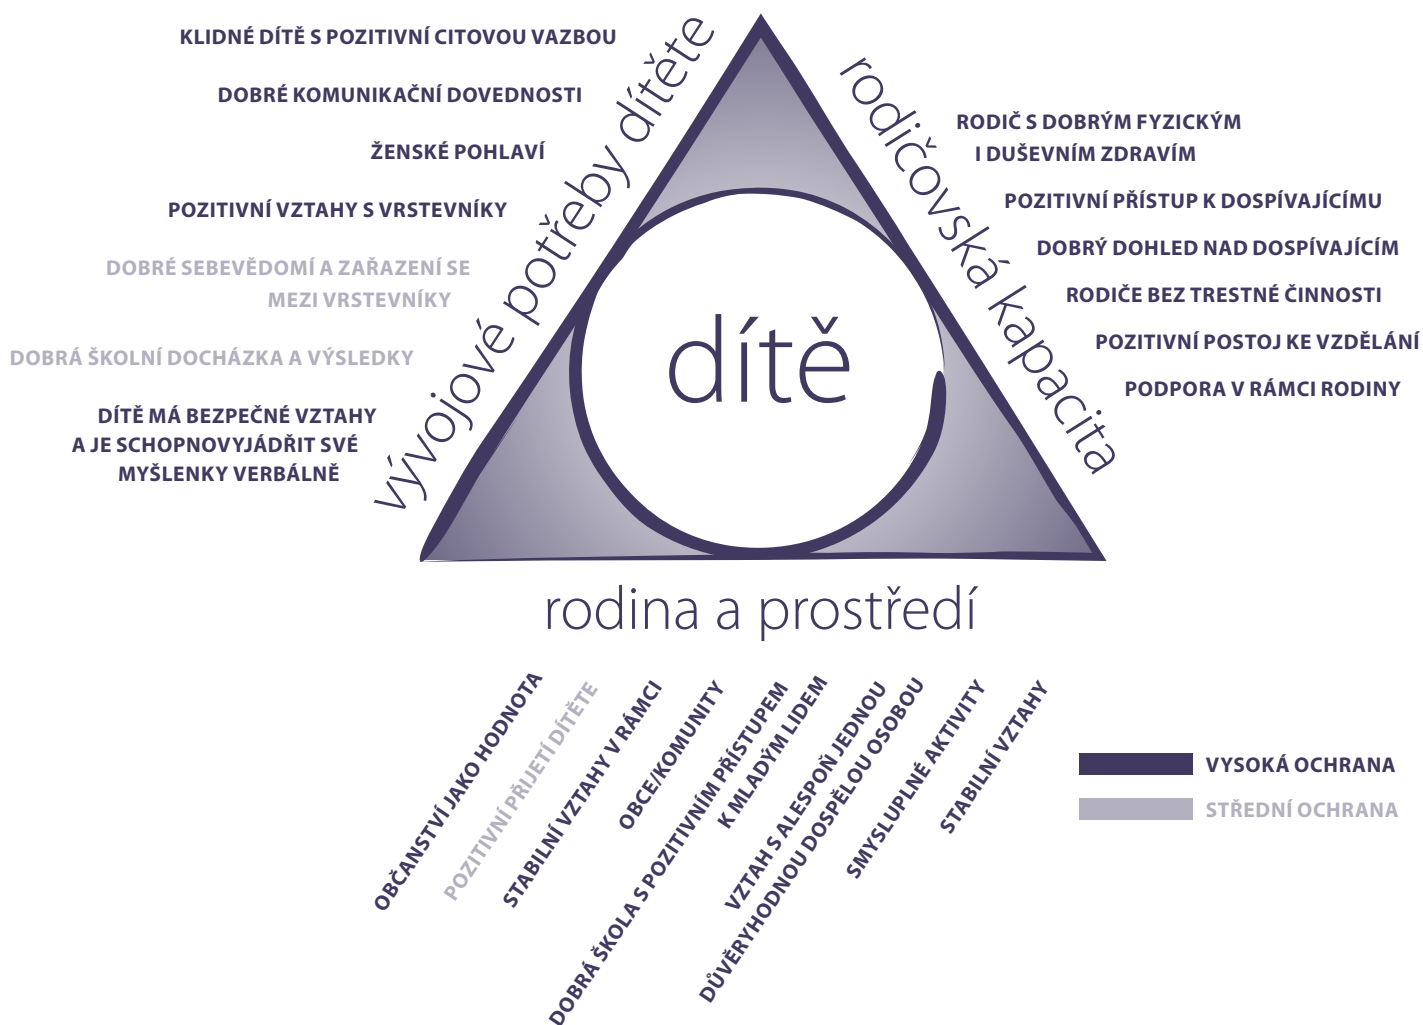 KLIDNÉ DÍTĚ S POZITIVNÍ CITOVOU VAZBOU
DOBRÉ KOMUNIKAČNÍ DOVEDNOSTI
ŽENSKÉ POHLAVÍ
POZITIVNÍ VZTAHY S VRSTEVNÍKY
DOBRÉ SEBEVĚDOMÍ A ZAŘAZENÍ SE
MEZI VRSTEVNÍKY
DOBRÁ ŠKOLNÍ DOCHÁZKA A VÝSLEDKY
DÍTĚ MÁ BEZPEČNÉ VZTAHY
A JE SCHOPNOVYJÁDŘIT SVÉ
MYŠLENKY VERBÁLNĚ
vývojové potřeby dítěte
dítě
rodičovská kapacita
RODIČ S DOBRÝM FYZICKÝM
I DUŠEVNÍM ZDRAVÍM
POZITIVNÍ PŘÍSTUP K DOSPÍVAJÍCÍMU
DOBRÝ DOHLED NAD DOSPÍVAJÍCÍM
RODIČE BEZ TRESTNÉ ČINNOSTI
POZITIVNÍ POSTOJ KE VZDĚLÁNÍ
PODPORA V RÁMCI RODINY
rodina a prostředí
OBČANSTVÍ JAKO HODNOTA
POZITIVNÍ PŘIJETÍ DÍTĚTE
STABILNÍ VZTAHY V RÁMCI
OBCE/KOMUNITY
DOBRÁ ŠKOLA S POZITIVNÍM PŘÍSTUPEM
K MLADÝM LIDEM
VZTAH S ALESPOŇ JEDNOU
DŮVĚRYHODNOU DOSPĚLOU OSOBOU
SMYSLUPLNÉ AKTIVITY
STABILNÍ VZTAHY
VYSOKÁ OCHRANA
STŘEDNÍ OCHRANA